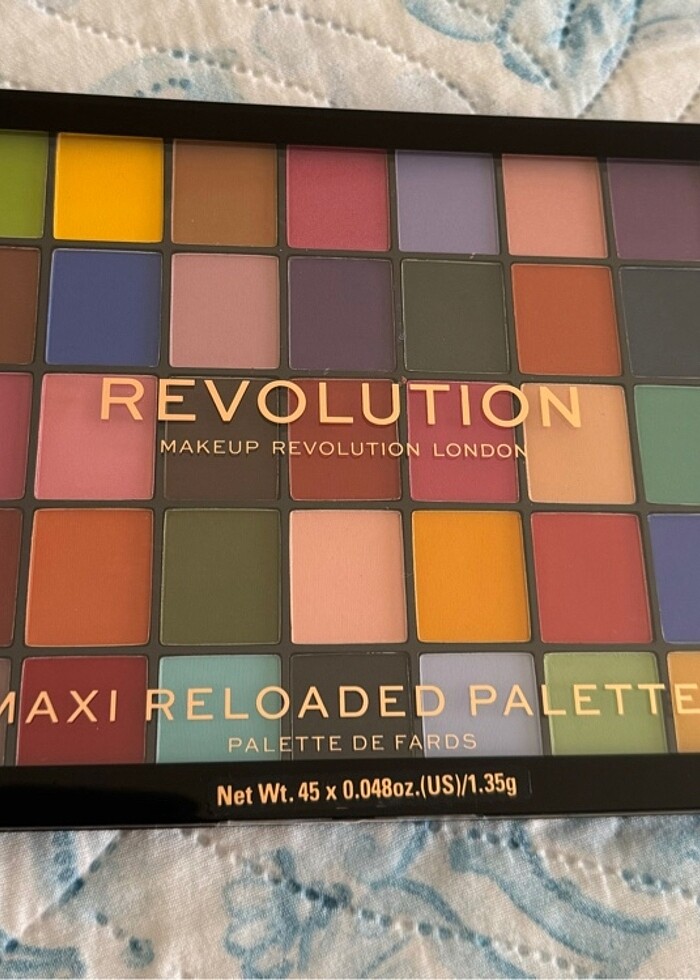 REVOLUTION
MAKEUP REVOLUTION LONDON
MAXI RELOADED PALETTE
PALETTE DE FARDS
Net Wt. 45 x 0.048oz.(US)/1.35g